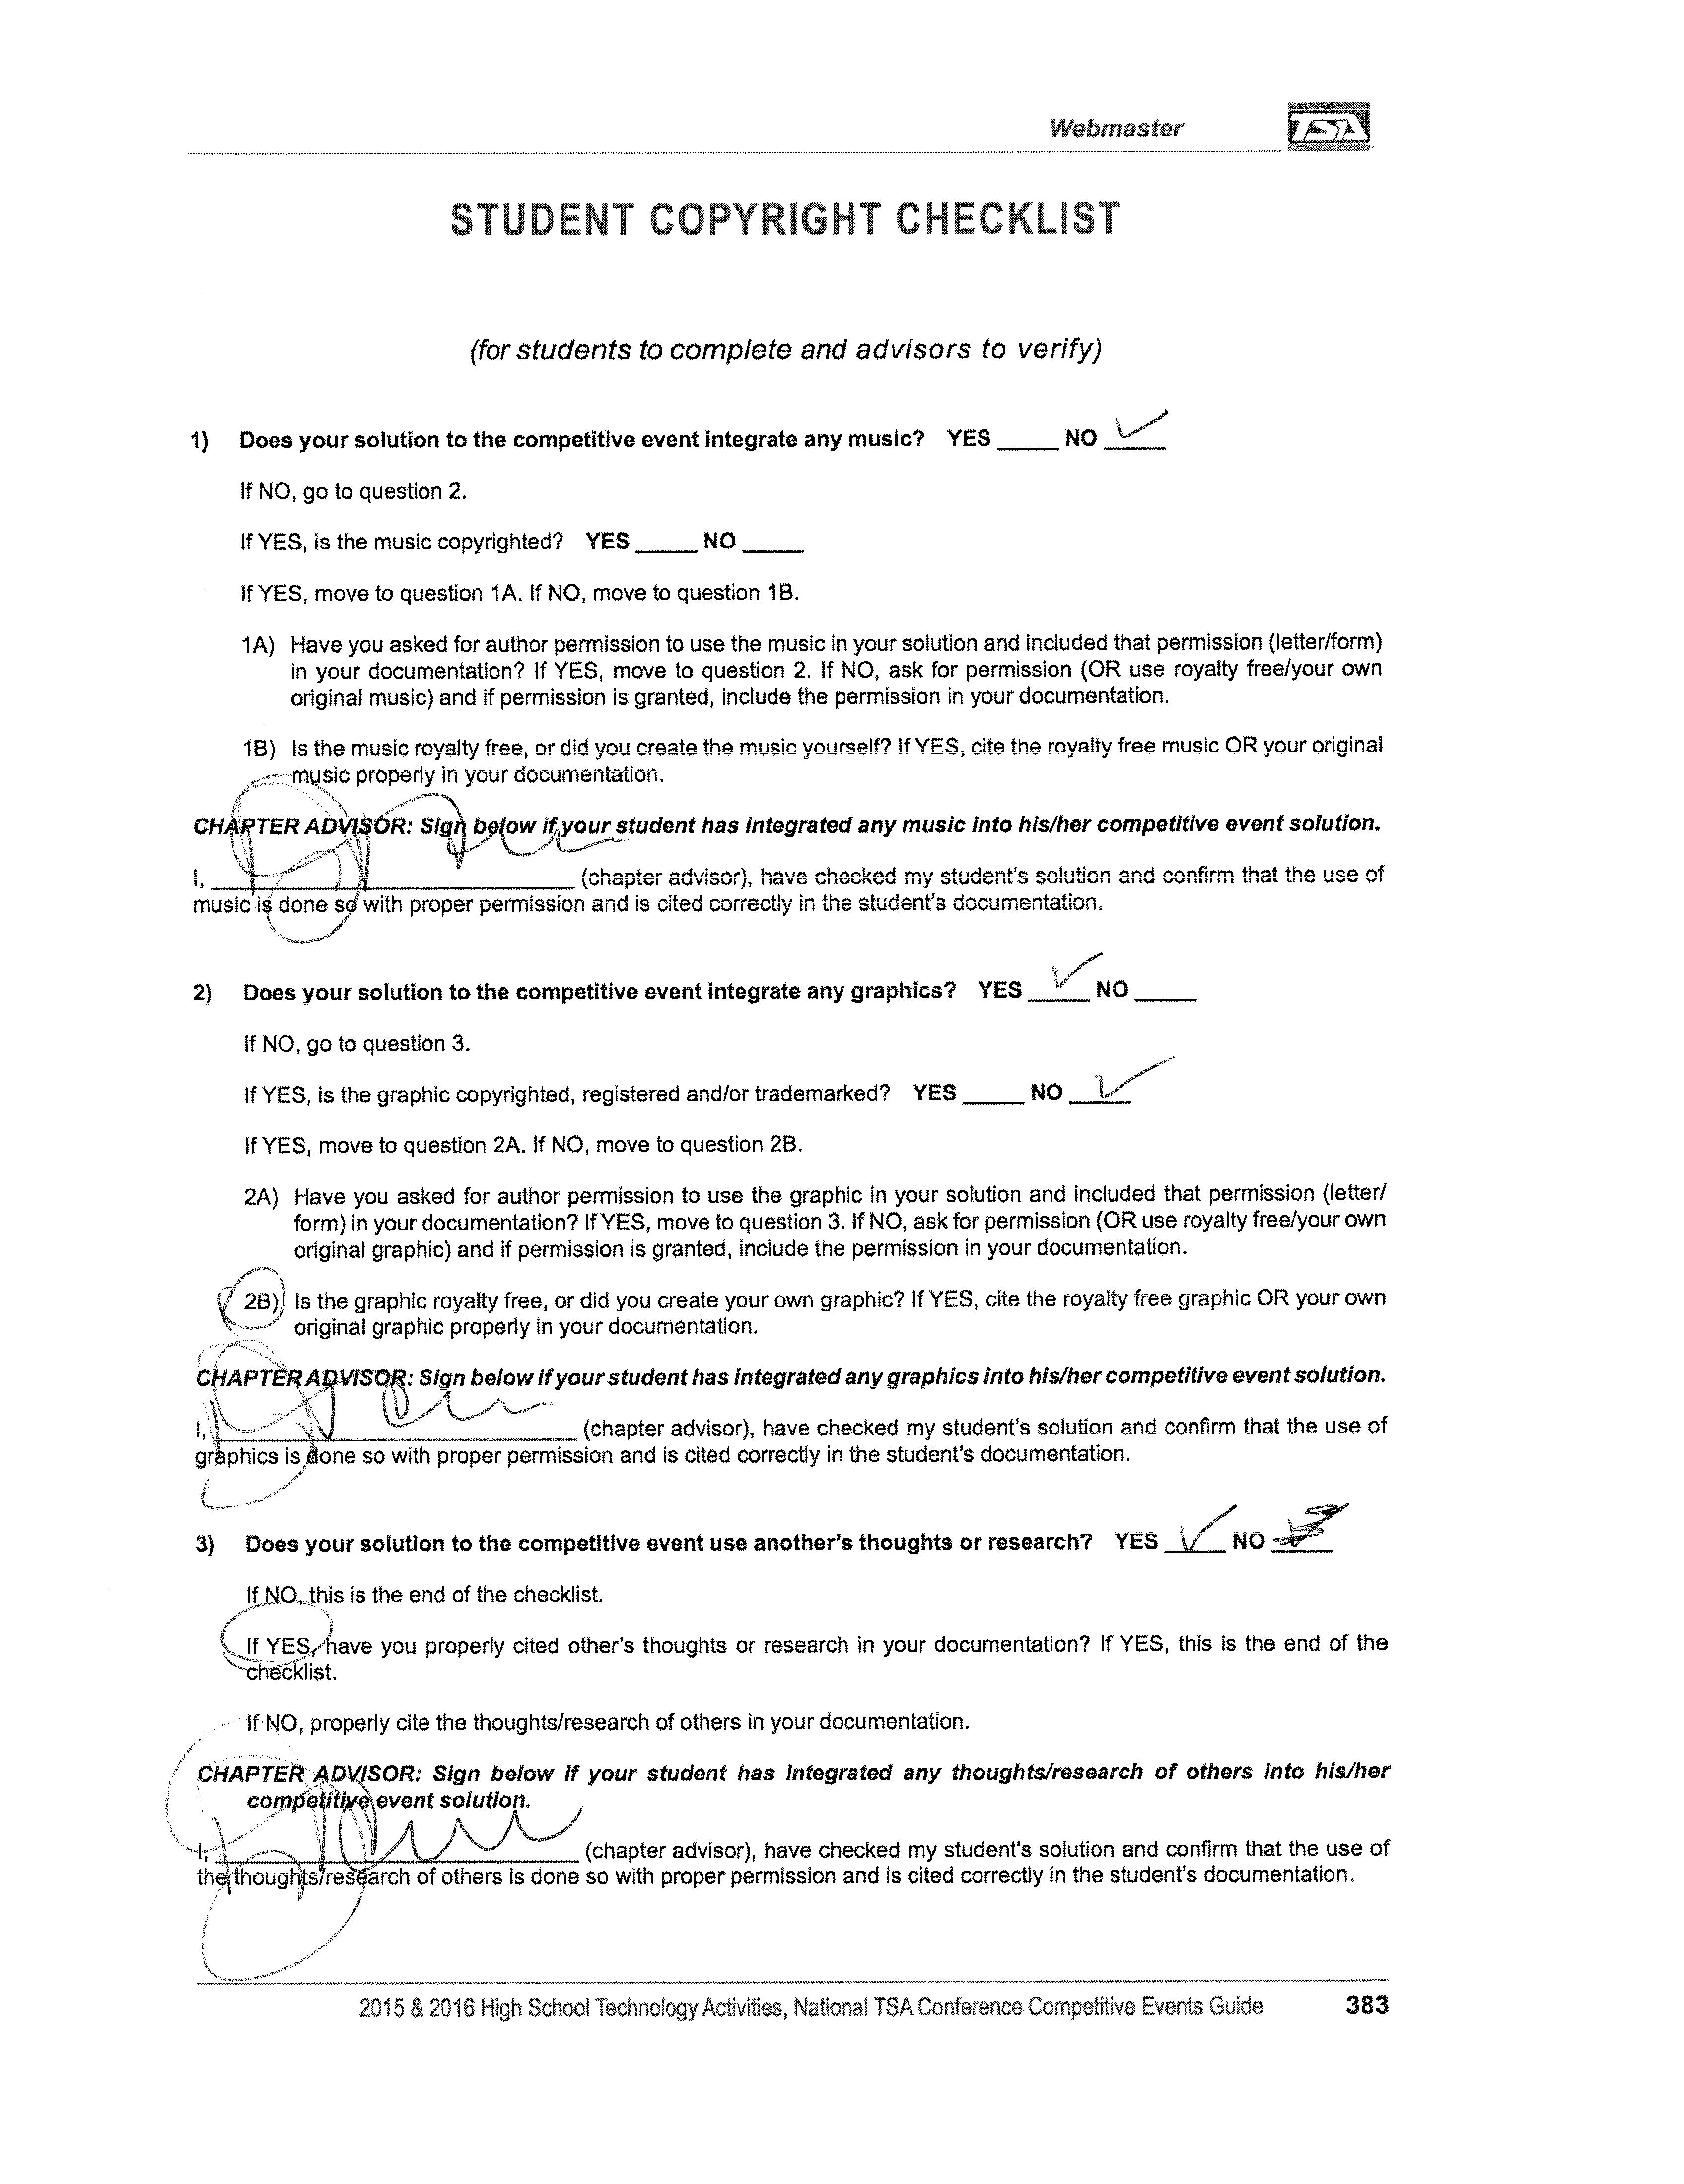 Webmaster TSA
STUDENT COPYRIGHT CHECKLIST
(for students to complete and advisors to verify)
1) Does your solution to the competitive event integrate any music? YES _____ NO _____
If NO, go to question 2.
If YES, is the music copyrighted? YES _____ NO _____
If YES, move to question 1A. If NO, move to question 1B.
1A) Have you asked for author permission to use the music in your solution and included that permission (letter/form)
in your documentation? If YES, move to question 2. If NO, ask for permission (OR use royalty free/your own
original music) and if permission is granted, include the permission in your documentation.
1B) Is the music royalty free, or did you create the music yourself? If YES, cite the royalty free music OR your original
music properly in your documentation.
CHAPTER ADVISOR: Sign below if your student has integrated any music into his/her competitive event solution.
I, _____ (chapter advisor), have checked my student's solution and confirm that the use of
music is done so with proper permission and is cited correctly in the student's documentation.
2) Does your solution to the competitive event integrate any graphics? YES _____ NO _____
If NO, go to question 3.
If YES, is the graphic copyrighted, registered and/or trademarked? YES _____ NO _____
If YES, move to question 2A. If NO, move to question 2B.
2A) Have you asked for author permission to use the graphic in your solution and included that permission (letter/
form) in your documentation? If YES, move to question 3. If NO, ask for permission (OR use royalty free/your own
original graphic) and if permission is granted, include the permission in your documentation.
2B) Is the graphic royalty free, or did you create your own graphic? If YES, cite the royalty free graphic OR your own
original graphic properly in your documentation.
CHAPTER ADVISOR: Sign below if your student has integrated any graphics into his/her competitive event solution.
I, _____ (chapter advisor), have checked my student's solution and confirm that the use of
graphics is done so with proper permission and is cited correctly in the student's documentation.
3) Does your solution to the competitive event use another's thoughts or research? YES _____ NO _____
If NO, this is the end of the checklist.
If YES, have you properly cited other's thoughts or research in your documentation? If YES, this is the end of the
checklist.
If NO, properly cite the thoughts/research of others in your documentation.
CHAPTER ADVISOR: Sign below if your student has integrated any thoughts/research of others into his/her
competitive event solution.
I, _____ (chapter advisor), have checked my student's solution and confirm that the use of
the thoughts/research of others is done so with proper permission and is cited correctly in the student's documentation.
2015 & 2016 High School Technology Activities, National TSA Conference Competitive Events Guide 383